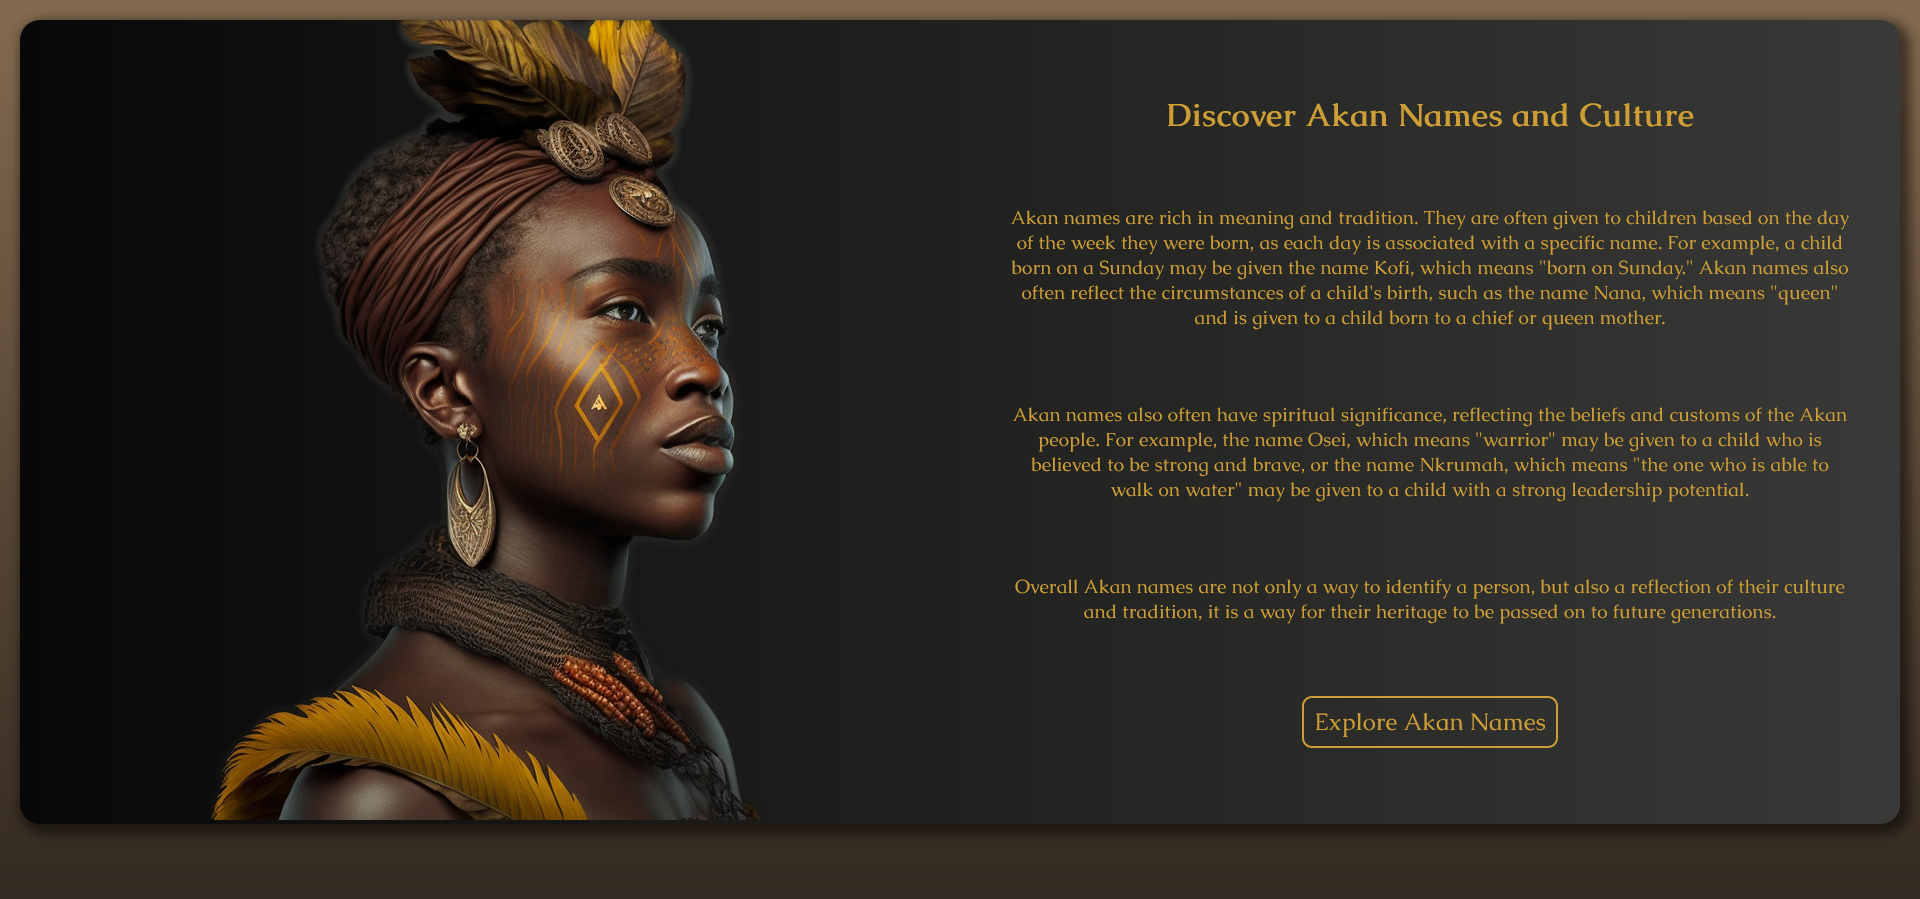 Discover Akan Names and Culture
Akan names are rich in meaning and tradition. They are often given to children based on the day
of the week they were born, as each day is associated with a specific name. For example, a child
born on a Sunday may be given the name Kofi, which means "born on Sunday." Akan names also
often reflect the circumstances of a child's birth, such as the name Nana, which means "queen"
and is given to a child born to a chief or queen mother.
Akan names also often have spiritual significance, reflecting the beliefs and customs of the Akan
people. For example, the name Osei, which means "warrior" may be given to a child who is
believed to be strong and brave, or the name Nkrumah, which means "the one who is able to
walk on water" may be given to a child with a strong leadership potential.
Overall Akan names are not only a way to identify a person, but also a reflection of their culture
and tradition, it is a way for their heritage to be passed on to future generations.
Explore Akan Names